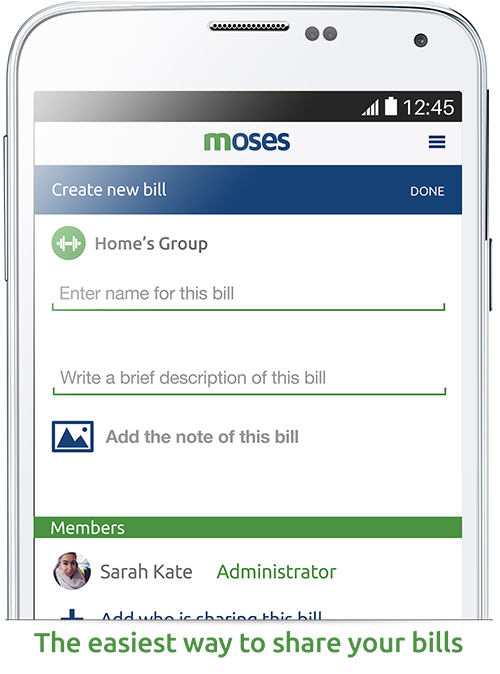 12:45
moses
Create new bill DONE
Home’s Group
Enter name for this bill
Write a brief description of this bill
Add the note of this bill
Members
Sarah Kate Administrator
Add who is sharing this bill
The easiest way to share your bills